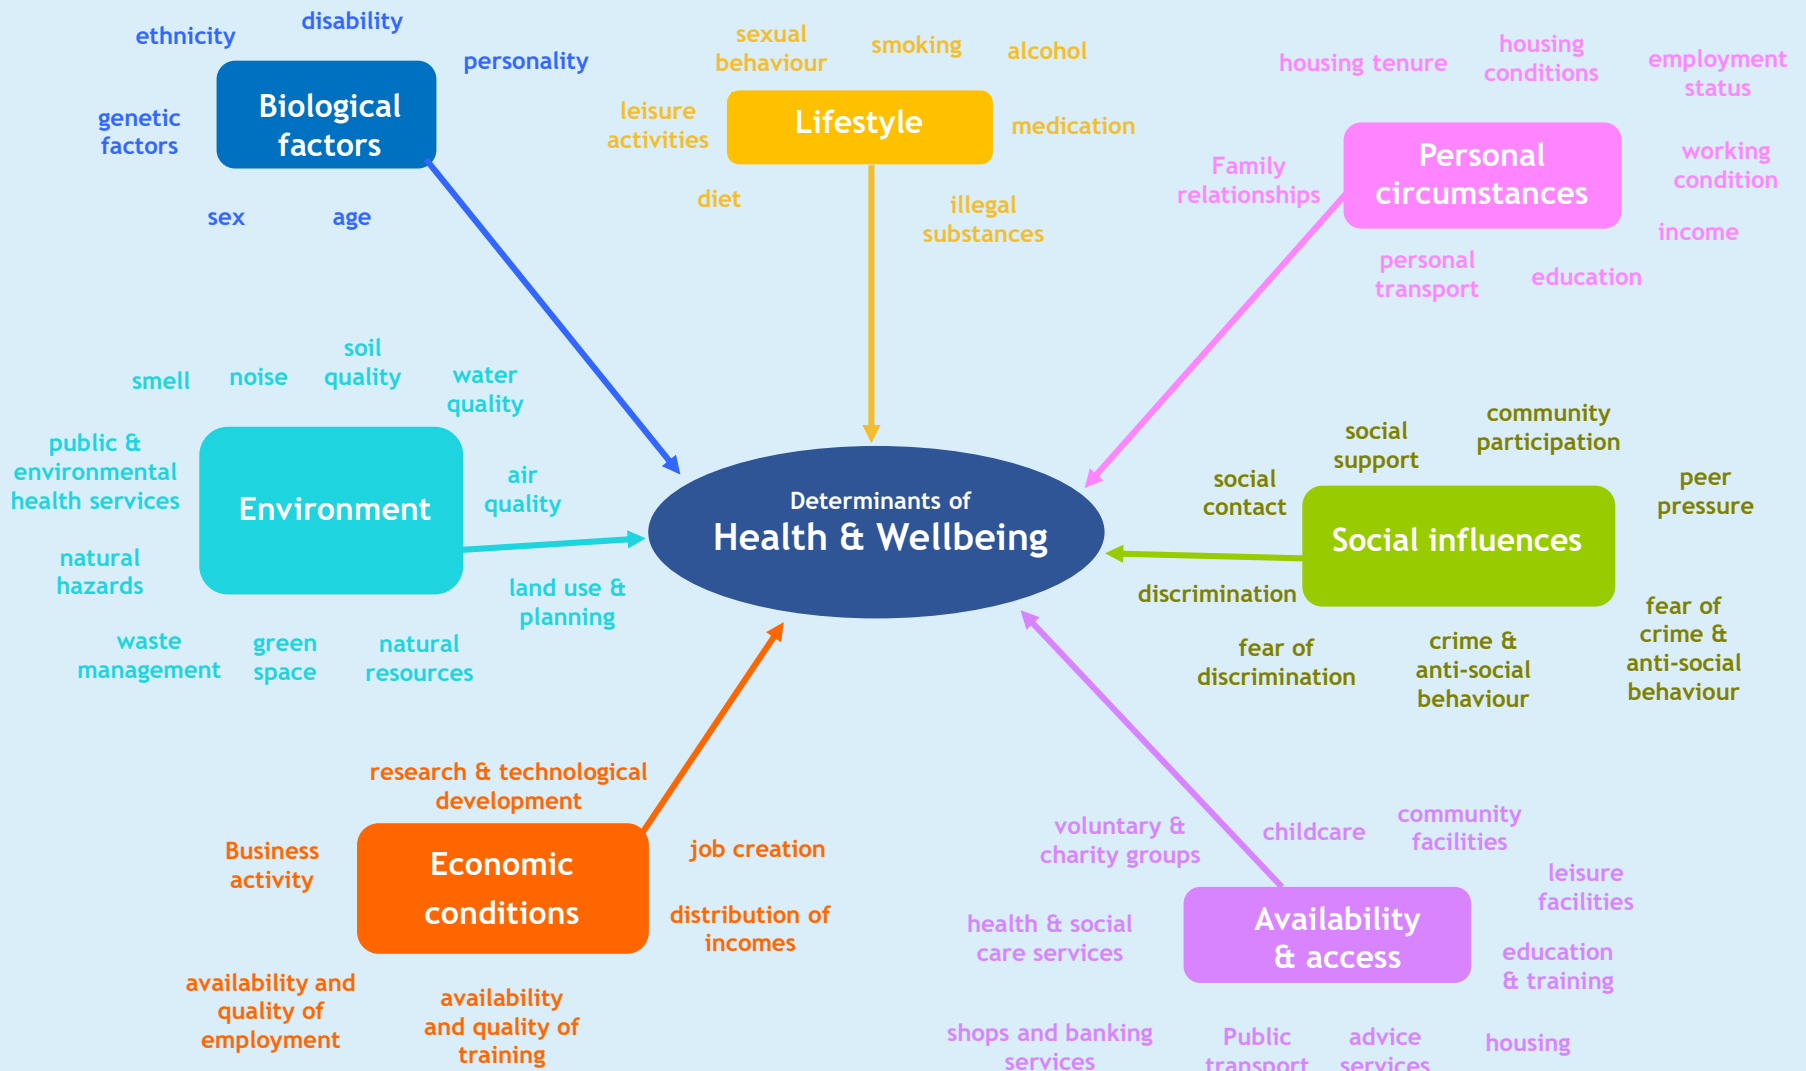 disability
ethnicity
personality
Biological
factors
genetic
factors
sex
age
sexual
behaviour
smoking
alcohol
leisure
activities
Lifestyle
medication
diet
illegal
substances
housing tenure
housing
conditions
employment
status
Family
relationships
Personal
circumstances
working
condition
income
personal
transport
education
smell
noise
soil
quality
water
quality
public &
environmental
health services
Environment
air
quality
natural
hazards
land use &
planning
waste
management
green
space
natural
resources
Determinants of
Health & Wellbeing
social
contact
social
support
community
participation
peer
pressure
Social influences
discrimination
fear of
discrimination
crime &
anti-social
behaviour
fear of
crime &
anti-social
behaviour
research & technological
development
Business
activity
Economic
conditions
job creation
distribution of
incomes
availability and
quality of
employment
availability
and quality of
training
voluntary &
charity groups
childcare
community
facilities
leisure
facilities
health & social
care services
Availability
& access
education
& training
shops and banking
services
Public
transport
advice
services
housing